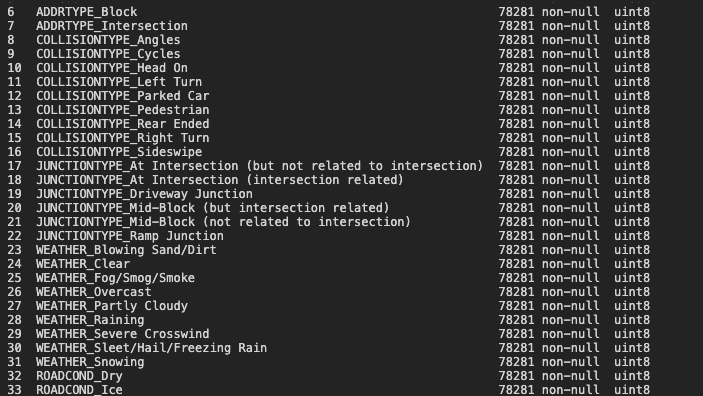 6 ADDRTYPE_Block 78281 non-null uint8
7 ADDRTYPE_Intersection 78281 non-null uint8
8 COLLISIONTYPE_Angles 78281 non-null uint8
9 COLLISIONTYPE_Cycles 78281 non-null uint8
10 COLLISIONTYPE_Head On 78281 non-null uint8
11 COLLISIONTYPE_Left Turn 78281 non-null uint8
12 COLLISIONTYPE_Parked Car 78281 non-null uint8
13 COLLISIONTYPE_Pedestrian 78281 non-null uint8
14 COLLISIONTYPE_Rear Ended 78281 non-null uint8
15 COLLISIONTYPE_Right Turn 78281 non-null uint8
16 COLLISIONTYPE_Sideswipe 78281 non-null uint8
17 JUNCTIONTYPE_At Intersection (but not related to intersection) 78281 non-null uint8
18 JUNCTIONTYPE_At Intersection (intersection related) 78281 non-null uint8
19 JUNCTIONTYPE_Driveway Junction 78281 non-null uint8
20 JUNCTIONTYPE_Mid-Block (but intersection related) 78281 non-null uint8
21 JUNCTIONTYPE_Mid-Block (not related to intersection) 78281 non-null uint8
22 JUNCTIONTYPE_Ramp Junction 78281 non-null uint8
23 WEATHER_Blowing Sand/Dirt 78281 non-null uint8
24 WEATHER_Clear 78281 non-null uint8
25 WEATHER_Fog/Smog/Smoke 78281 non-null uint8
26 WEATHER_Overcast 78281 non-null uint8
27 WEATHER_Partly Cloudy 78281 non-null uint8
28 WEATHER_Raining 78281 non-null uint8
29 WEATHER_Severe Crosswind 78281 non-null uint8
30 WEATHER_Sleet/Hail/Freezing Rain 78281 non-null uint8
31 WEATHER_Snowing 78281 non-null uint8
32 ROADCOND_Dry 78281 non-null uint8
33 ROADCOND_Ice 78281 non-null uint8